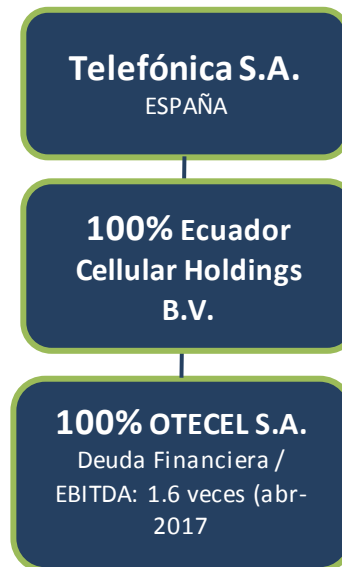 Telefónica S.A.
ESPAÑA
100% Ecuador
Cellular Holdings
B.V.
100% OTECEL S.A.
Deuda Financiera /
EBITDA: 1.6 veces (abr-
2017